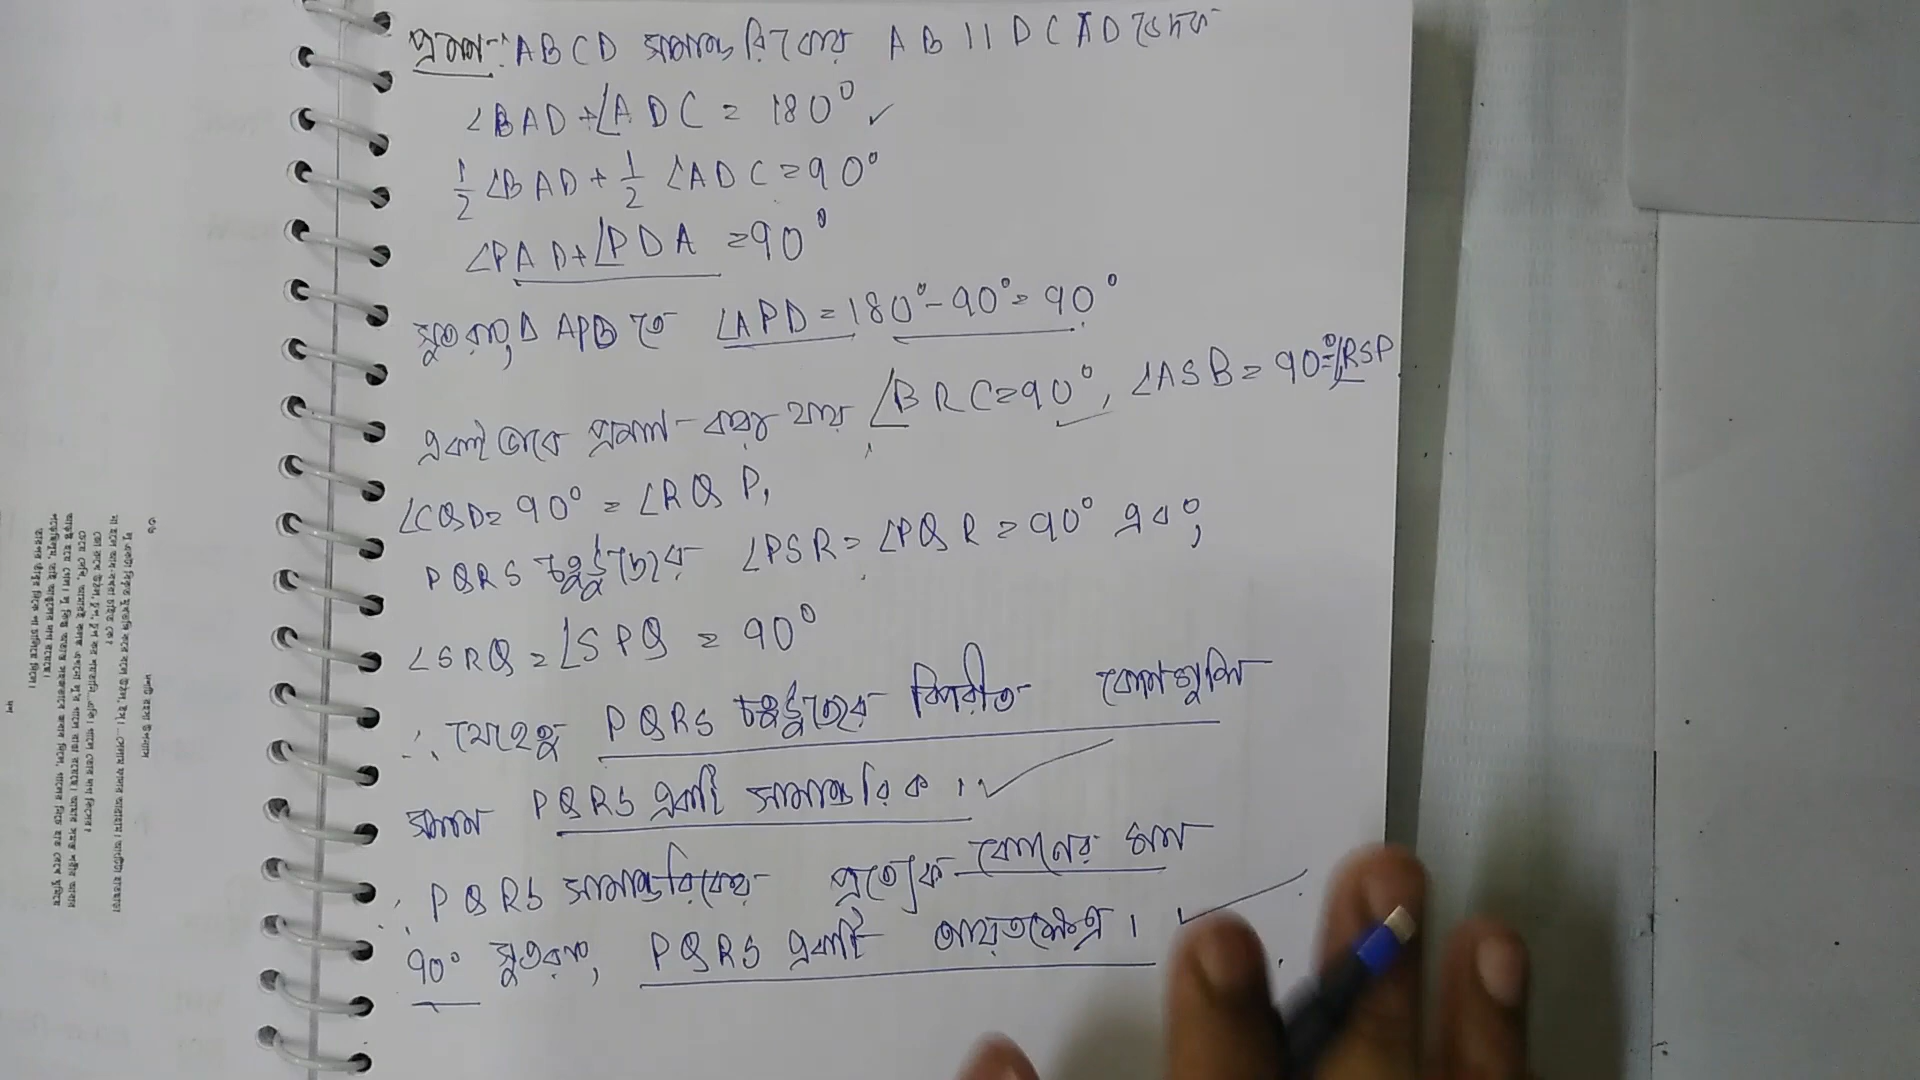 প্রমাণ:- ABCD সামান্তরিকের AB || DC AD ছেদক
∠BAD + ∠ADC = 180° ✓
1/2 ∠BAD + 1/2 ∠ADC = 90°
∠PAD + ∠PDA = 90°
সুতরাং, Δ APD তে ∠APD = 180° - 90° = 90°
একই ভাবে প্রমাণ করা যায় ∠BRC = 90°, ∠ASB = 90° = ∠RSP
∠CQD = 90° = ∠RQP,
PQRS চতুর্ভুজের ∠PSR = ∠PQR = 90° এবং,
∠SRQ = ∠SPQ = 90°
∴ যেহেতু PQRS চতুর্ভুজের বিপরীত কোণগুলি
সমান PQRS একটি সামান্তরিক।
∴ PQRS সামান্তরিকের প্রত্যেক কোণের মান
90° সুতরাং, PQRS একটি আয়তক্ষেত্র।